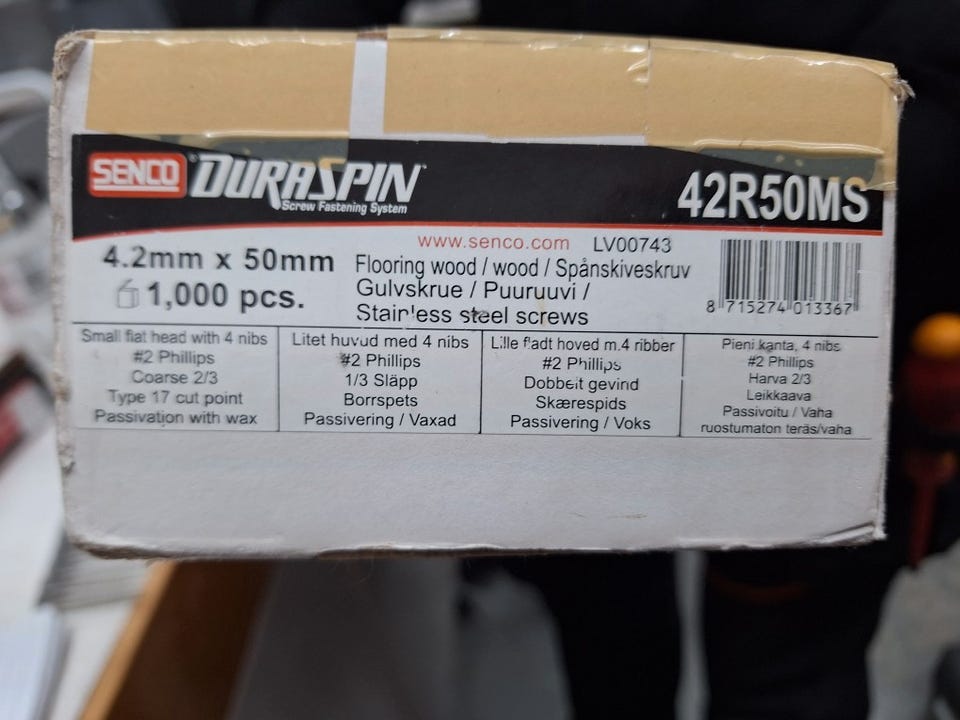 SENCO DURASPIN
Screw Fastening System
42R50MS
www.senco.com LV00743
4.2mm x 50mm
1,000 pcs.
Flooring wood / wood / Spånskiveskruv
Gulvskrue / Puuruuvi /
Stainless steel screws
8 715274 013367
Small flat head with 4 nibs
#2 Phillips
Coarse 2/3
Type 17 cut point
Passivation with wax
Litet huvud med 4 nibs
#2 Phillips
1/3 Släpp
Borrspets
Passivering / Vaxad
Lille fladt hoved m.4 ribber
#2 Phillips
Dobbelt gevind
Skærespids
Passivering / Voks
Pieni kanta, 4 nibs
#2 Phillips
Harva 2/3
Leikkaava
Passivoitu / Vaha
ruostumaton teräs/vaha